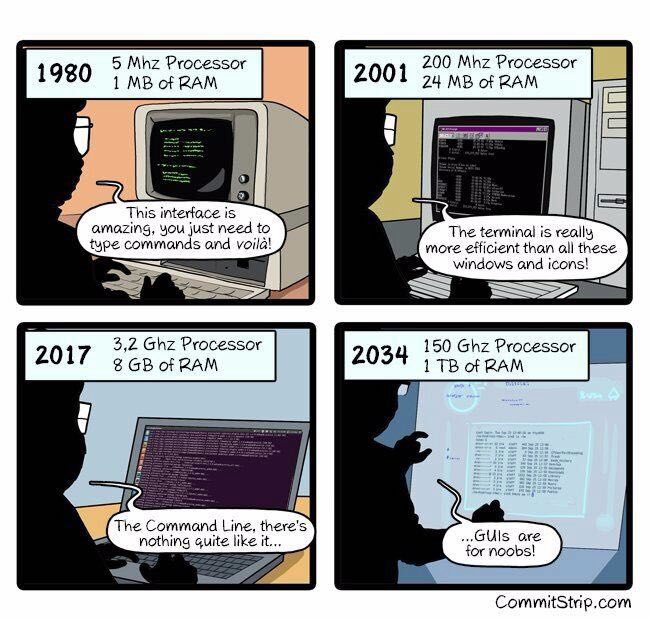 1980
5 Mhz Processor
1 MB of RAM
This interface is
amazing, you just need to
type commands and voilà!
2001
200 Mhz Processor
24 MB of RAM
The terminal is really
more efficient than all these
windows and icons!
2017
3,2 Ghz Processor
8 GB of RAM
The Command Line, there's
nothing quite like it...
2034
150 Ghz Processor
1 TB of RAM
...GUIs are
for noobs!
CommitStrip.com